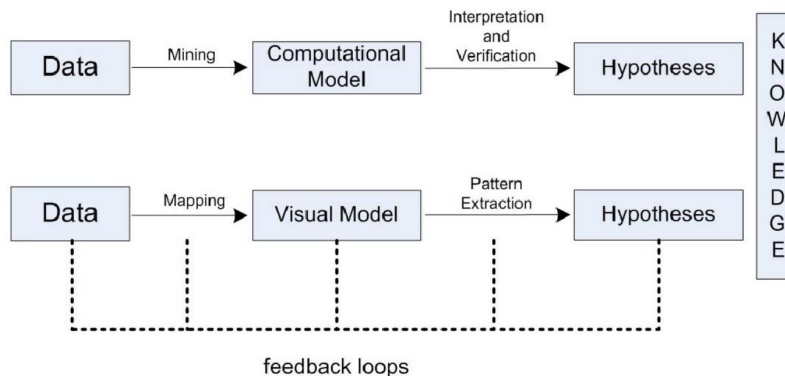 Data
Mining
Computational
Model
Interpretation
and
Verification
Hypotheses
Data
Mapping
Visual Model
Pattern
Extraction
Hypotheses
K
N
O
W
L
E
D
G
E
feedback loops